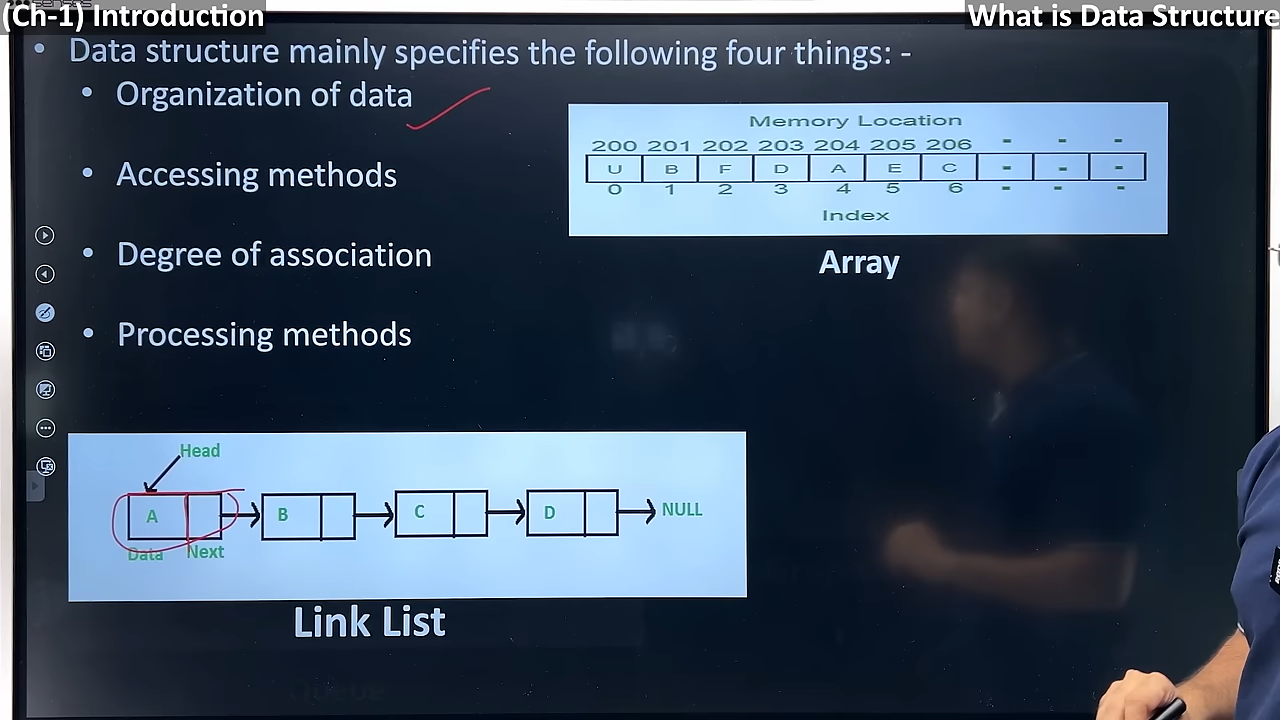 (Ch-1) Introduction
What is Data Structure
• Data structure mainly specifies the following four things: -
• Organization of data
• Accessing methods
• Degree of association
• Processing methods
Memory Location
200 201 202 203 204 205 206 - - -
U B F D A E C - - -
0 1 2 3 4 5 6 - - -
Index
Array
Head
A B C D NULL
Data Next
Link List
Queue